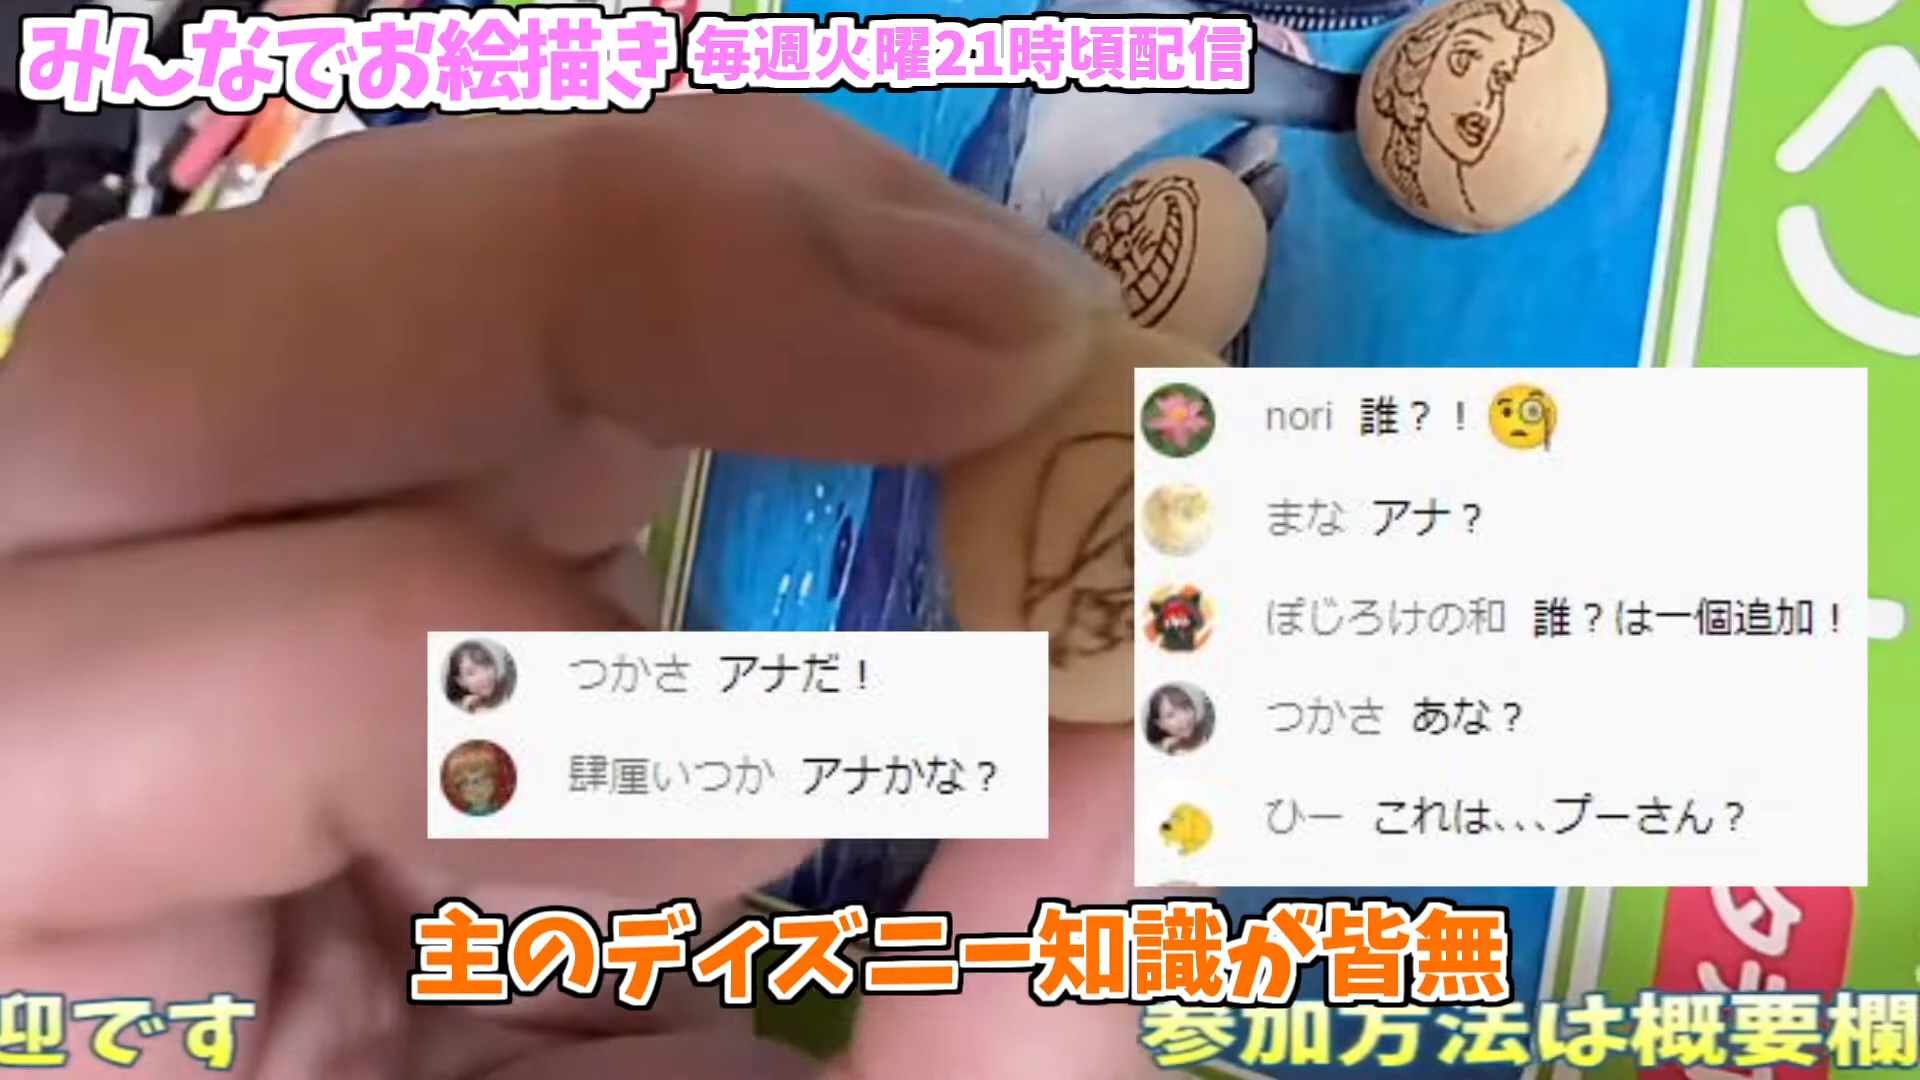 みんなでお絵描き 毎週火曜21時頃配信
nori 誰？！
まな アナ？
ぽじろけの和 誰？は一個追加！
つかさ あな？
ひー これは､､､プーさん？
つかさ アナだ！
肆厘いつか アナかな？
主のディズニー知識が皆無
迎です
参加方法は概要欄